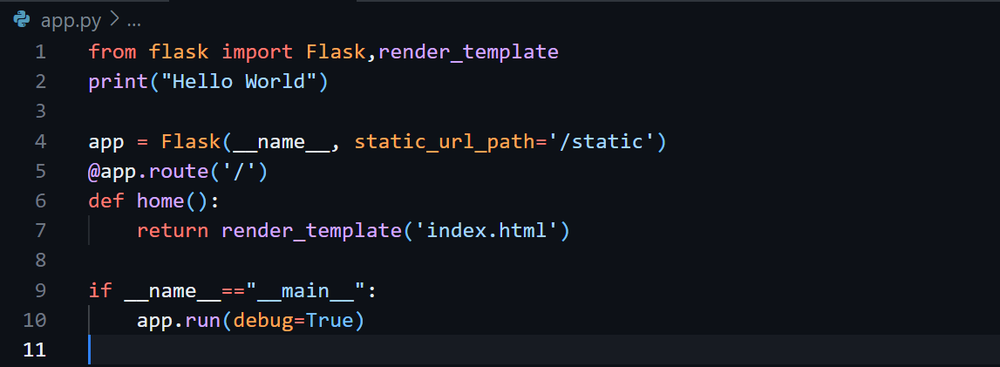 app.py > ...
1 from flask import Flask,render_template
2 print("Hello World")
3
4 app = Flask(__name__, static_url_path='/static')
5 @app.route('/')
6 def home():
7     return render_template('index.html')
8
9 if __name__=="__main__":
10     app.run(debug=True)
11